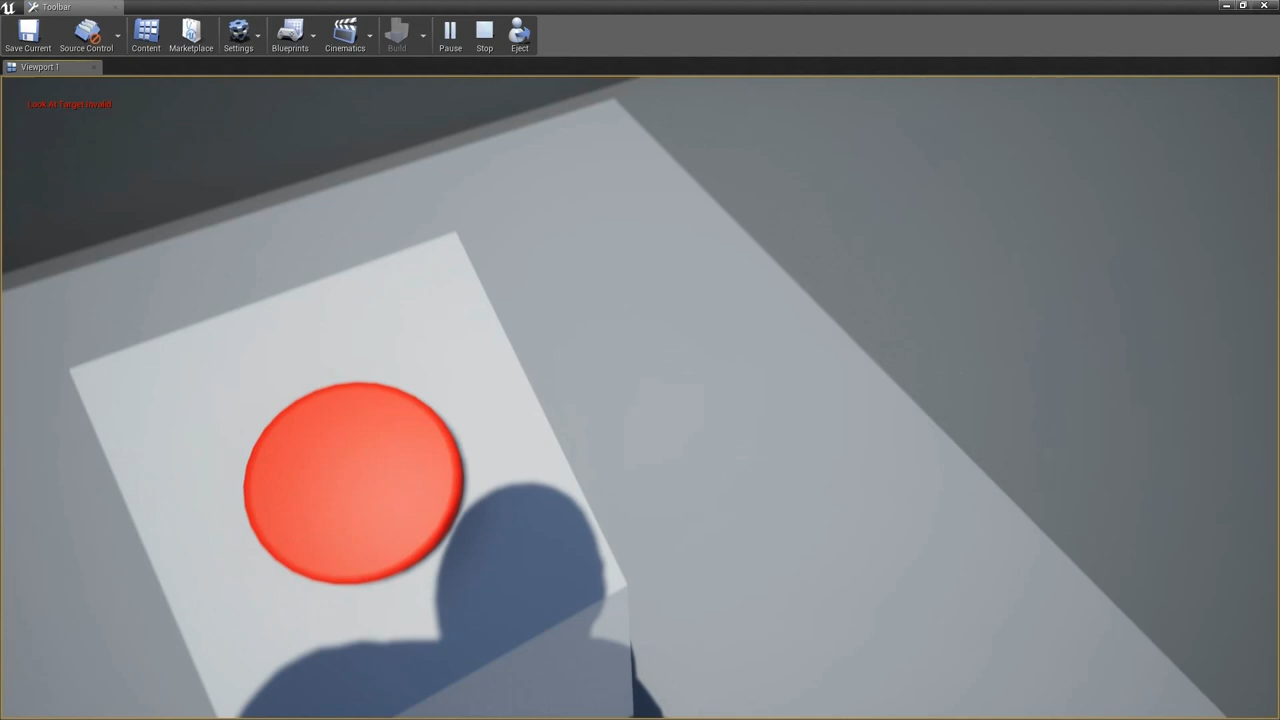 Toolbar
Save Current
Source Control
Content
Marketplace
Settings
Blueprints
Cinematics
Build
Pause
Stop
Eject
Viewport 1
Look At Target Invalid